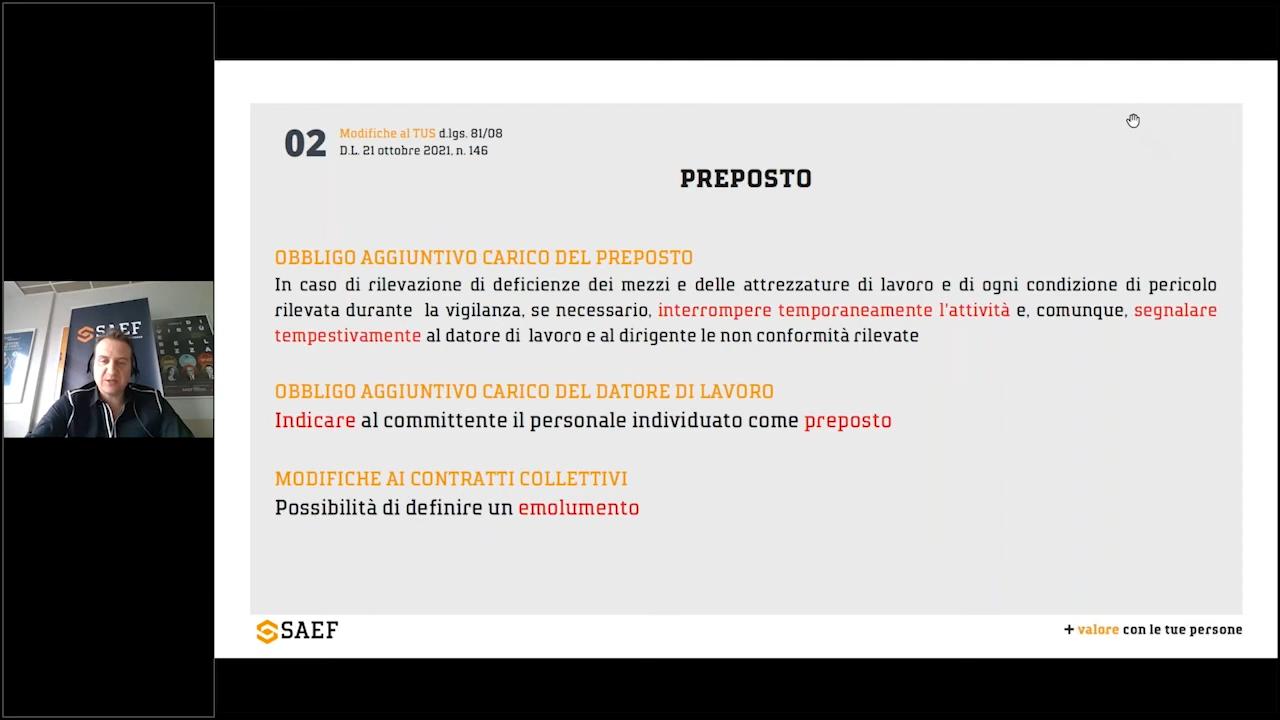 02
Modifiche al TUS d.lgs. 81/08
D.L. 21 ottobre 2021, n. 146
PREPOSTO
OBBLIGO AGGIUNTIVO CARICO DEL PREPOSTO
In caso di rilevazione di deficienze dei mezzi e delle attrezzature di lavoro e di ogni condizione di pericolo
rilevata durante la vigilanza, se necessario, interrompere temporaneamente l'attività e, comunque, segnalare
tempestivamente al datore di lavoro e al dirigente le non conformità rilevate
OBBLIGO AGGIUNTIVO CARICO DEL DATORE DI LAVORO
Indicare al committente il personale individuato come preposto
MODIFICHE AI CONTRATTI COLLETTIVI
Possibilità di definire un emolumento
SAEF
+ valore con le tue persone
SAEF